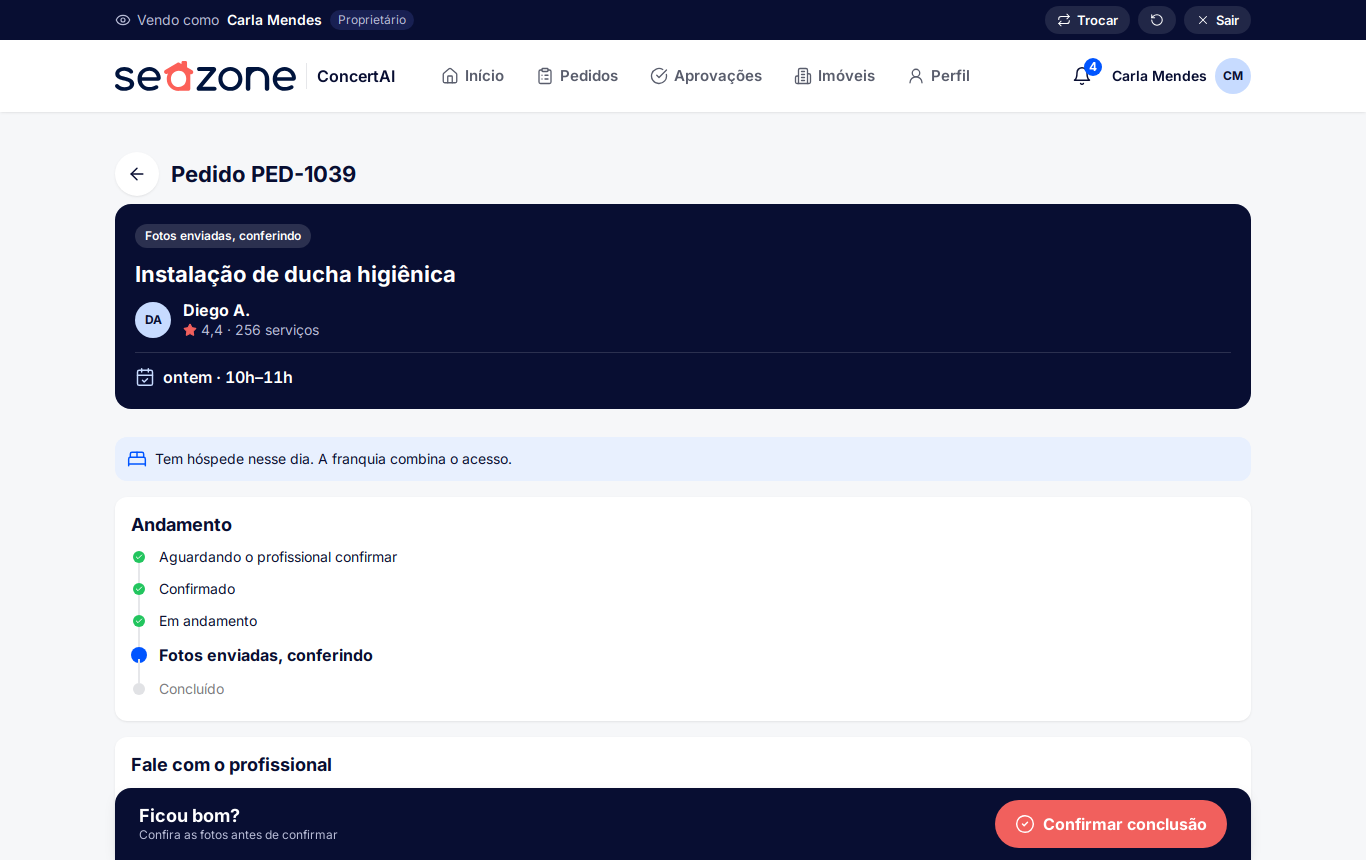 Vendo como Carla Mendes Proprietário Trocar Sair
seazone ConcertAI Início Pedidos Aprovações Imóveis Perfil 4 Carla Mendes CM
Pedido PED-1039
Fotos enviadas, conferindo
Instalação de ducha higiênica
DA Diego A.
4,4 · 256 serviços
ontem · 10h–11h
Tem hóspede nesse dia. A franquia combina o acesso.
Andamento
Aguardando o profissional confirmar
Confirmado
Em andamento
Fotos enviadas, conferindo
Concluído
Fale com o profissional
Ficou bom?
Confira as fotos antes de confirmar
Confirmar conclusão